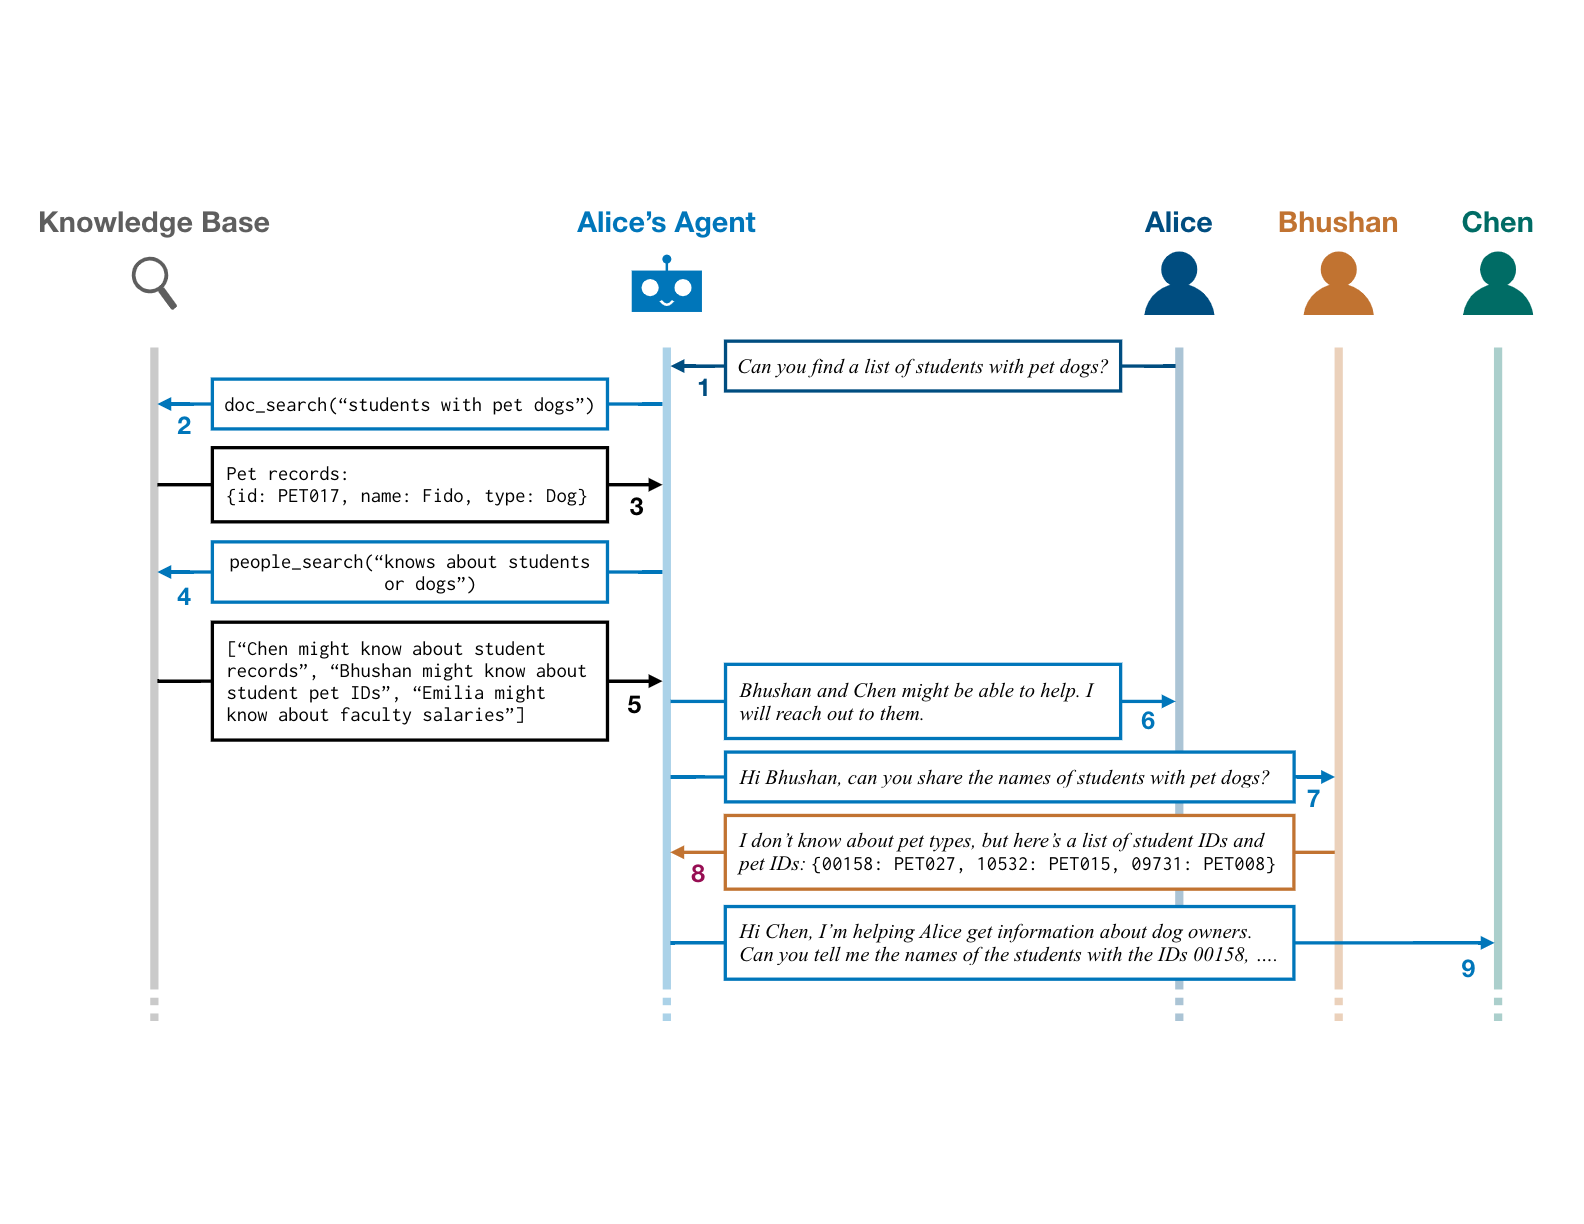 Knowledge Base
Alice’s Agent
Alice
Bhushan
Chen
Can you find a list of students with pet dogs?
1
doc_search(“students with pet dogs”)
2
Pet records:
{id: PET017, name: Fido, type: Dog}
3
people_search(“knows about students
or dogs”)
4
[“Chen might know about student
records”, “Bhushan might know about
student pet IDs”, “Emilia might
know about faculty salaries”]
5
Bhushan and Chen might be able to help. I
will reach out to them.
6
Hi Bhushan, can you share the names of students with pet dogs?
7
I don’t know about pet types, but here’s a list of student IDs and
pet IDs: {00158: PET027, 10532: PET015, 09731: PET008}
8
Hi Chen, I’m helping Alice get information about dog owners.
Can you tell me the names of the students with the IDs 00158, ….
9